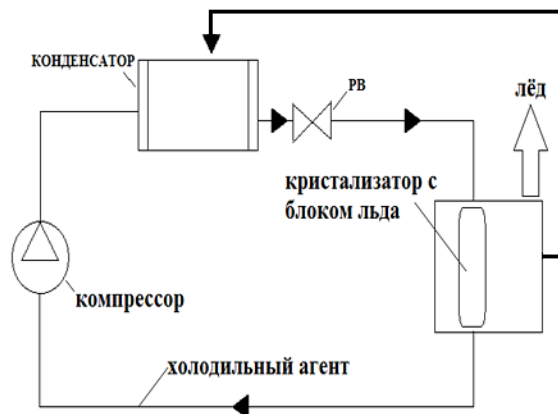 КОНДЕНСАТОР
РВ
лёд
кристализатор с
блоком льда
компрессор
холодильный агент